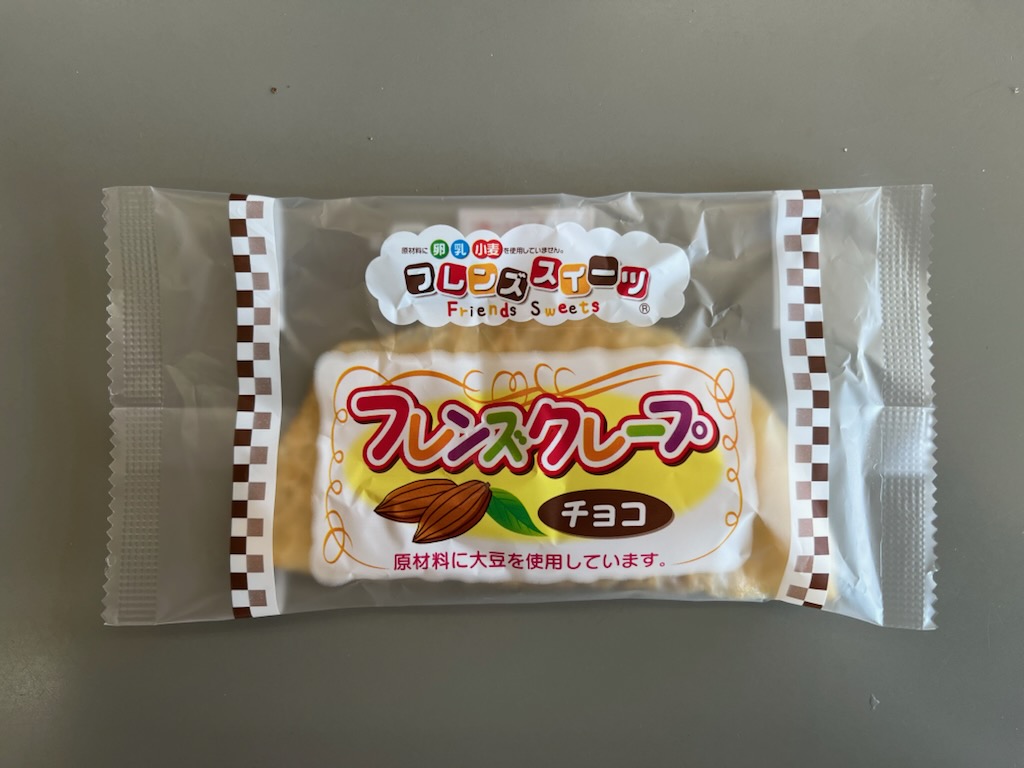 原材料に 卵 乳 小麦 を使用していません。
フレンズスイーツ
Friends Sweets ®
フレンズクレープ
チョコ
原材料に大豆を使用しています。